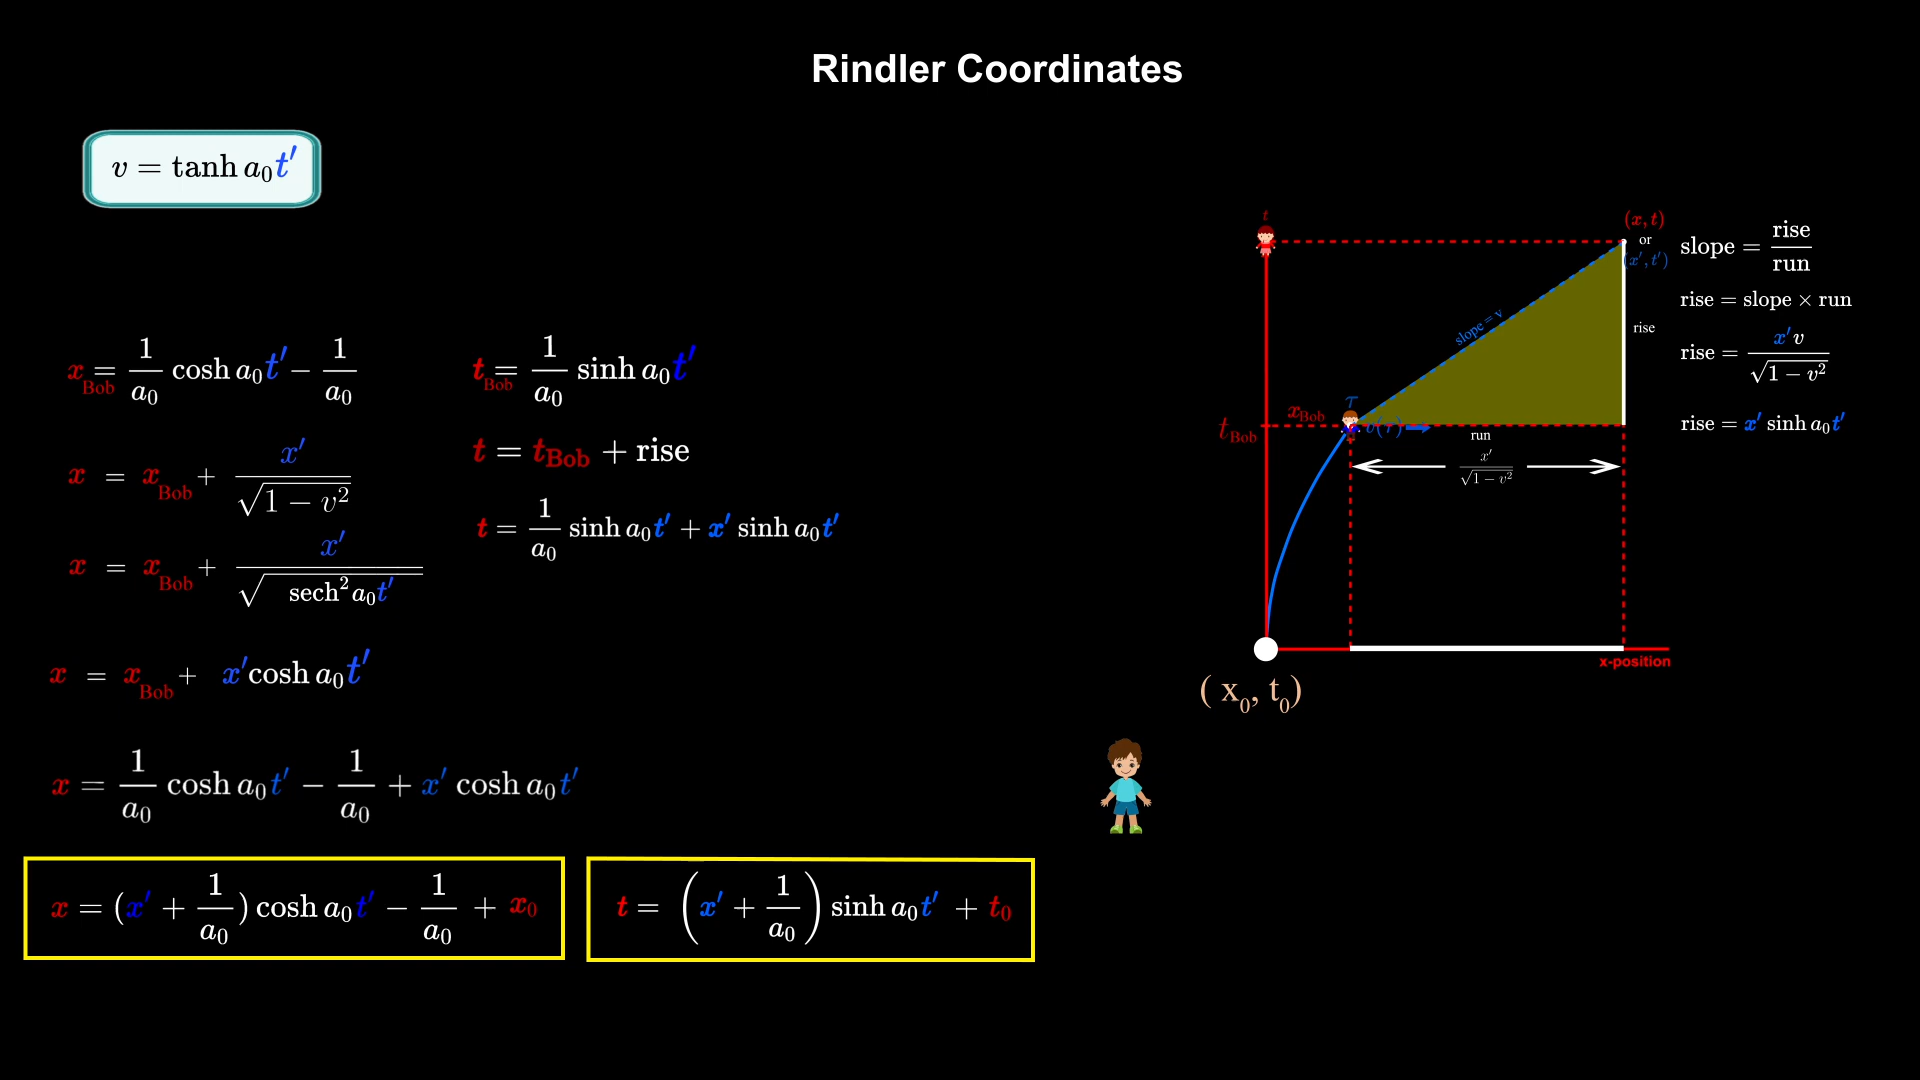 Rindler Coordinates
v = tanh a₀t′
x_Bob = 1/a₀ cosh a₀t′ − 1/a₀
x = x_Bob + x′/√(1 − v²)
x = x_Bob + x′/√(sech² a₀t′)
x = x_Bob + x′cosh a₀t′
x = 1/a₀ cosh a₀t′ − 1/a₀ + x′ cosh a₀t′
x = (x′ + 1/a₀) cosh a₀t′ − 1/a₀ + x₀
t_Bob = 1/a₀ sinh a₀t′
t = t_Bob + rise
t = 1/a₀ sinh a₀t′ + x′ sinh a₀t′
t = (x′ + 1/a₀) sinh a₀t′ + t₀
t
(x, t)
or
(x′, t′)
slope = v
rise
τ
x_Bob
t_Bob
v(τ)
run
x′/√(1−v²)
x-position
( x₀, t₀)
slope = rise/run
rise = slope × run
rise = x′v/√(1 − v²)
rise = x′ sinh a₀t′